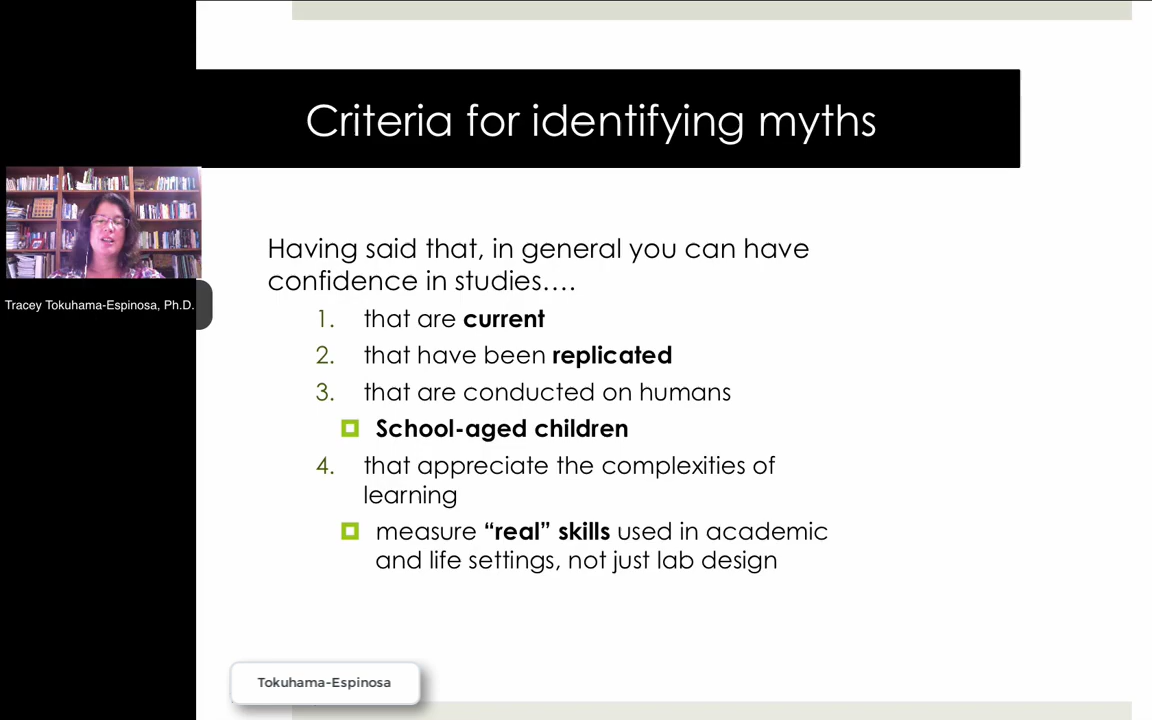 Criteria for identifying myths
Tracey Tokuhama-Espinosa, Ph.D.
Having said that, in general you can have
confidence in studies….
1. that are current
2. that have been replicated
3. that are conducted on humans
School-aged children
4. that appreciate the complexities of
learning
measure “real” skills used in academic
and life settings, not just lab design
Tokuhama-Espinosa